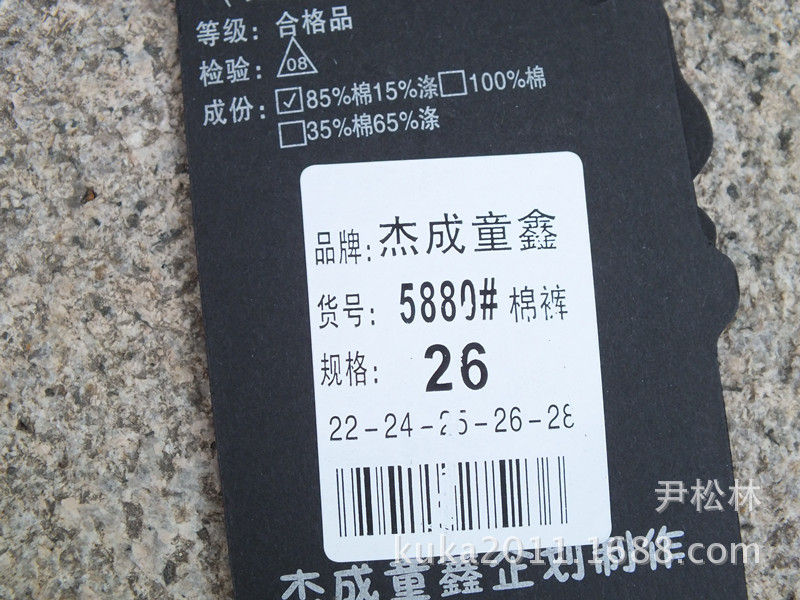 等级：合格品
检验：08
成份：☑85%棉15%涤☐100%棉
☐35%棉65%涤
品牌：杰成童鑫
货号：5880#棉裤
规格：26
22-24-25-26-28
尹松林
kuka2011.1688.com
杰成童鑫企划制作